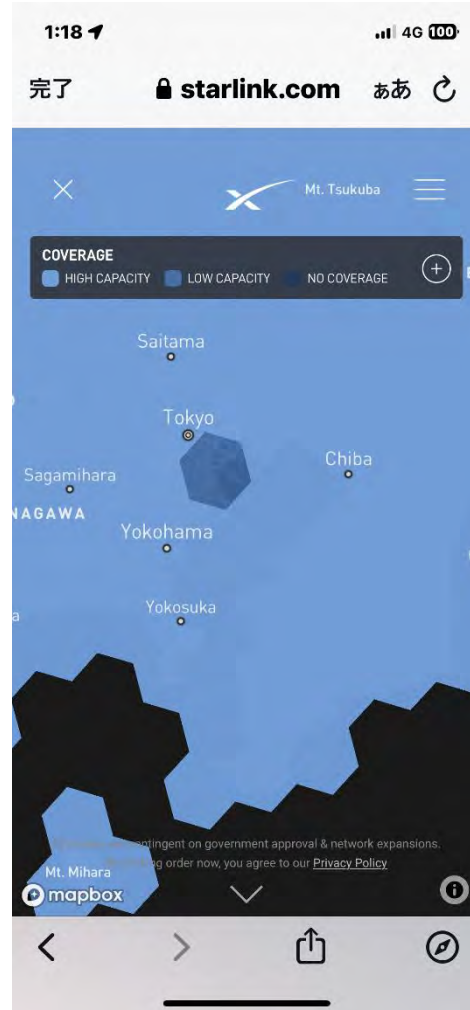 1:18
4G 100
完了
starlink.com
ぁあ
Mt. Tsukuba
COVERAGE
HIGH CAPACITY
LOW CAPACITY
NO COVERAGE
Saitama
Tokyo
Chiba
Sagamihara
NAGAWA
Yokohama
Yokosuka
a
contingent on government approval & network expansions.
order now, you agree to our Privacy Policy
Mt. Mihara
mapbox